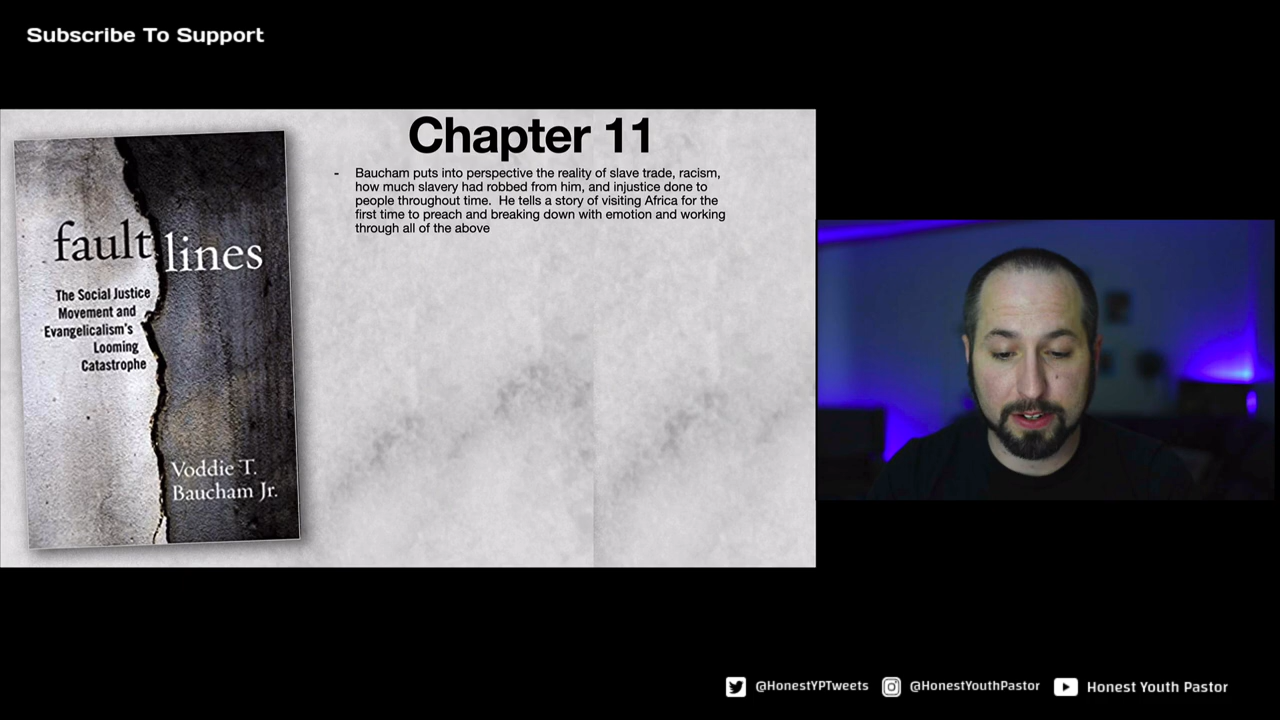 Subscribe To Support
Chapter 11
- Baucham puts into perspective the reality of slave trade, racism,
how much slavery had robbed from him, and injustice done to
people throughout time.  He tells a story of visiting Africa for the
first time to preach and breaking down with emotion and working
through all of the above
fault lines
The Social Justice
Movement and
Evangelicalism's
Looming
Catastrophe
Voddie T.
Baucham Jr.
@HonestYPTweets
@HonestYouthPastor
Honest Youth Pastor